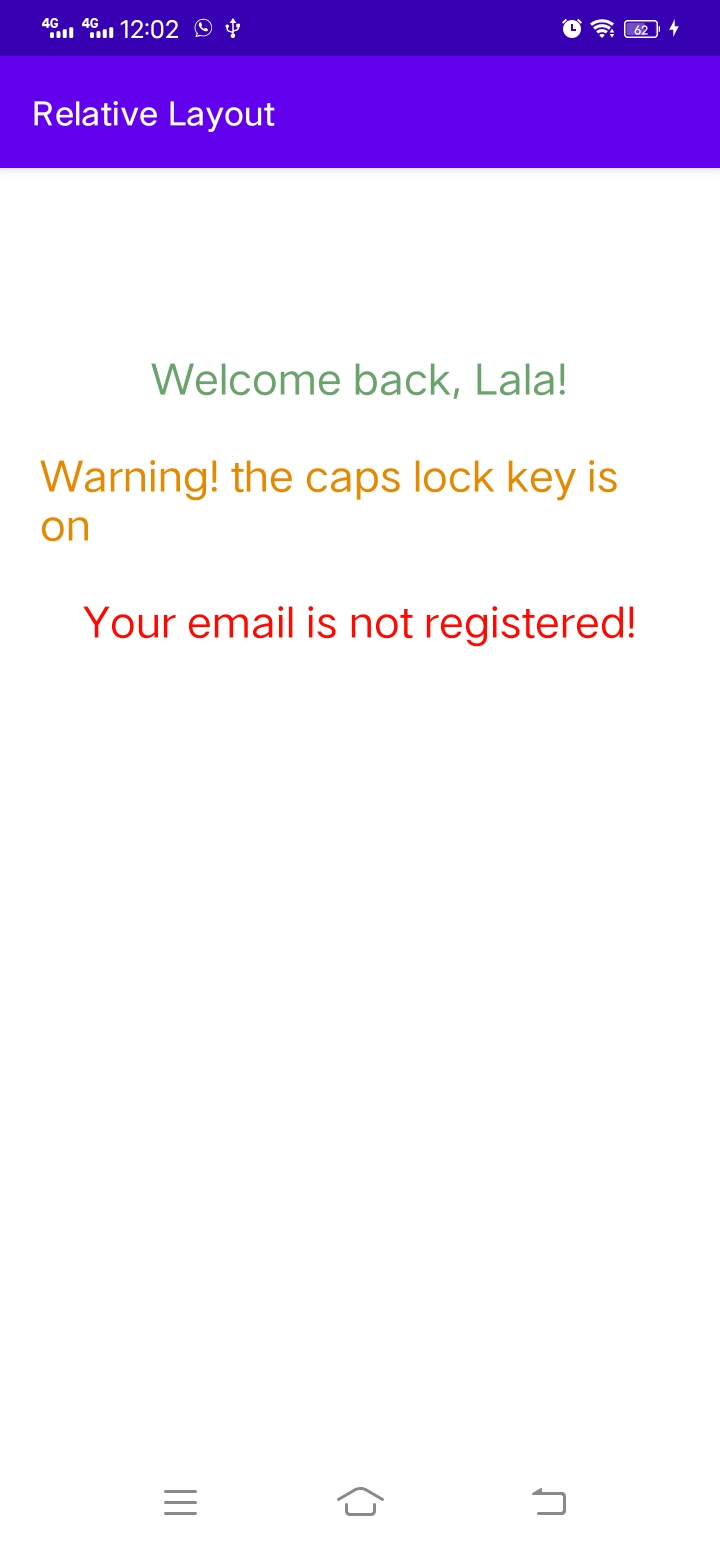 4G 4G 12:02 62
Relative Layout
Welcome back, Lala!
Warning! the caps lock key is
on
Your email is not registered!